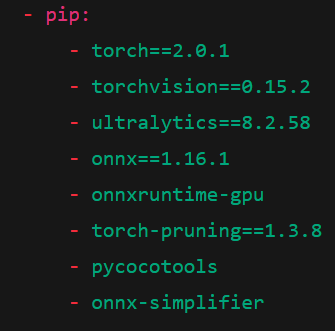 - pip:
- torch==2.0.1
- torchvision==0.15.2
- ultralytics==8.2.58
- onnx==1.16.1
- onnxruntime-gpu
- torch-pruning==1.3.8
- pycocotools
- onnx-simplifier